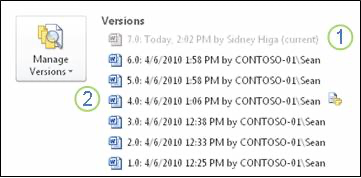 Versions
7.0: Today, 2:02 PM by Sidney Higa (current)
1
Manage
Versions
6.0: 4/6/2010 1:58 PM by CONTOSO-01\Sean
5.0: 4/6/2010 1:58 PM by CONTOSO-01\Sean
2
4.0: 4/6/2010 1:06 PM by CONTOSO-01\Sean
3.0: 4/6/2010 12:38 PM by CONTOSO-01\Sean
2.0: 4/6/2010 12:33 PM by CONTOSO-01\Sean
1.0: 4/6/2010 12:25 PM by CONTOSO-01\Sean